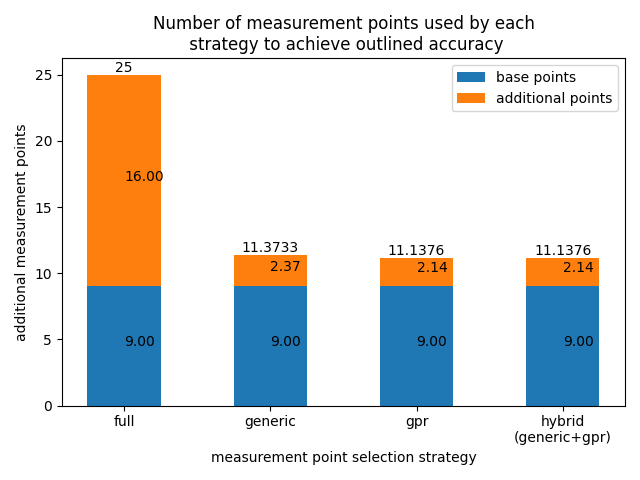 Number of measurement points used by each
strategy to achieve outlined accuracy
base points
additional points
additional measurement points
25
20
15
10
5
0
25
16.00
9.00
11.3733
2.37
9.00
11.1376
2.14
9.00
11.1376
2.14
9.00
full
generic
gpr
hybrid
(generic+gpr)
measurement point selection strategy